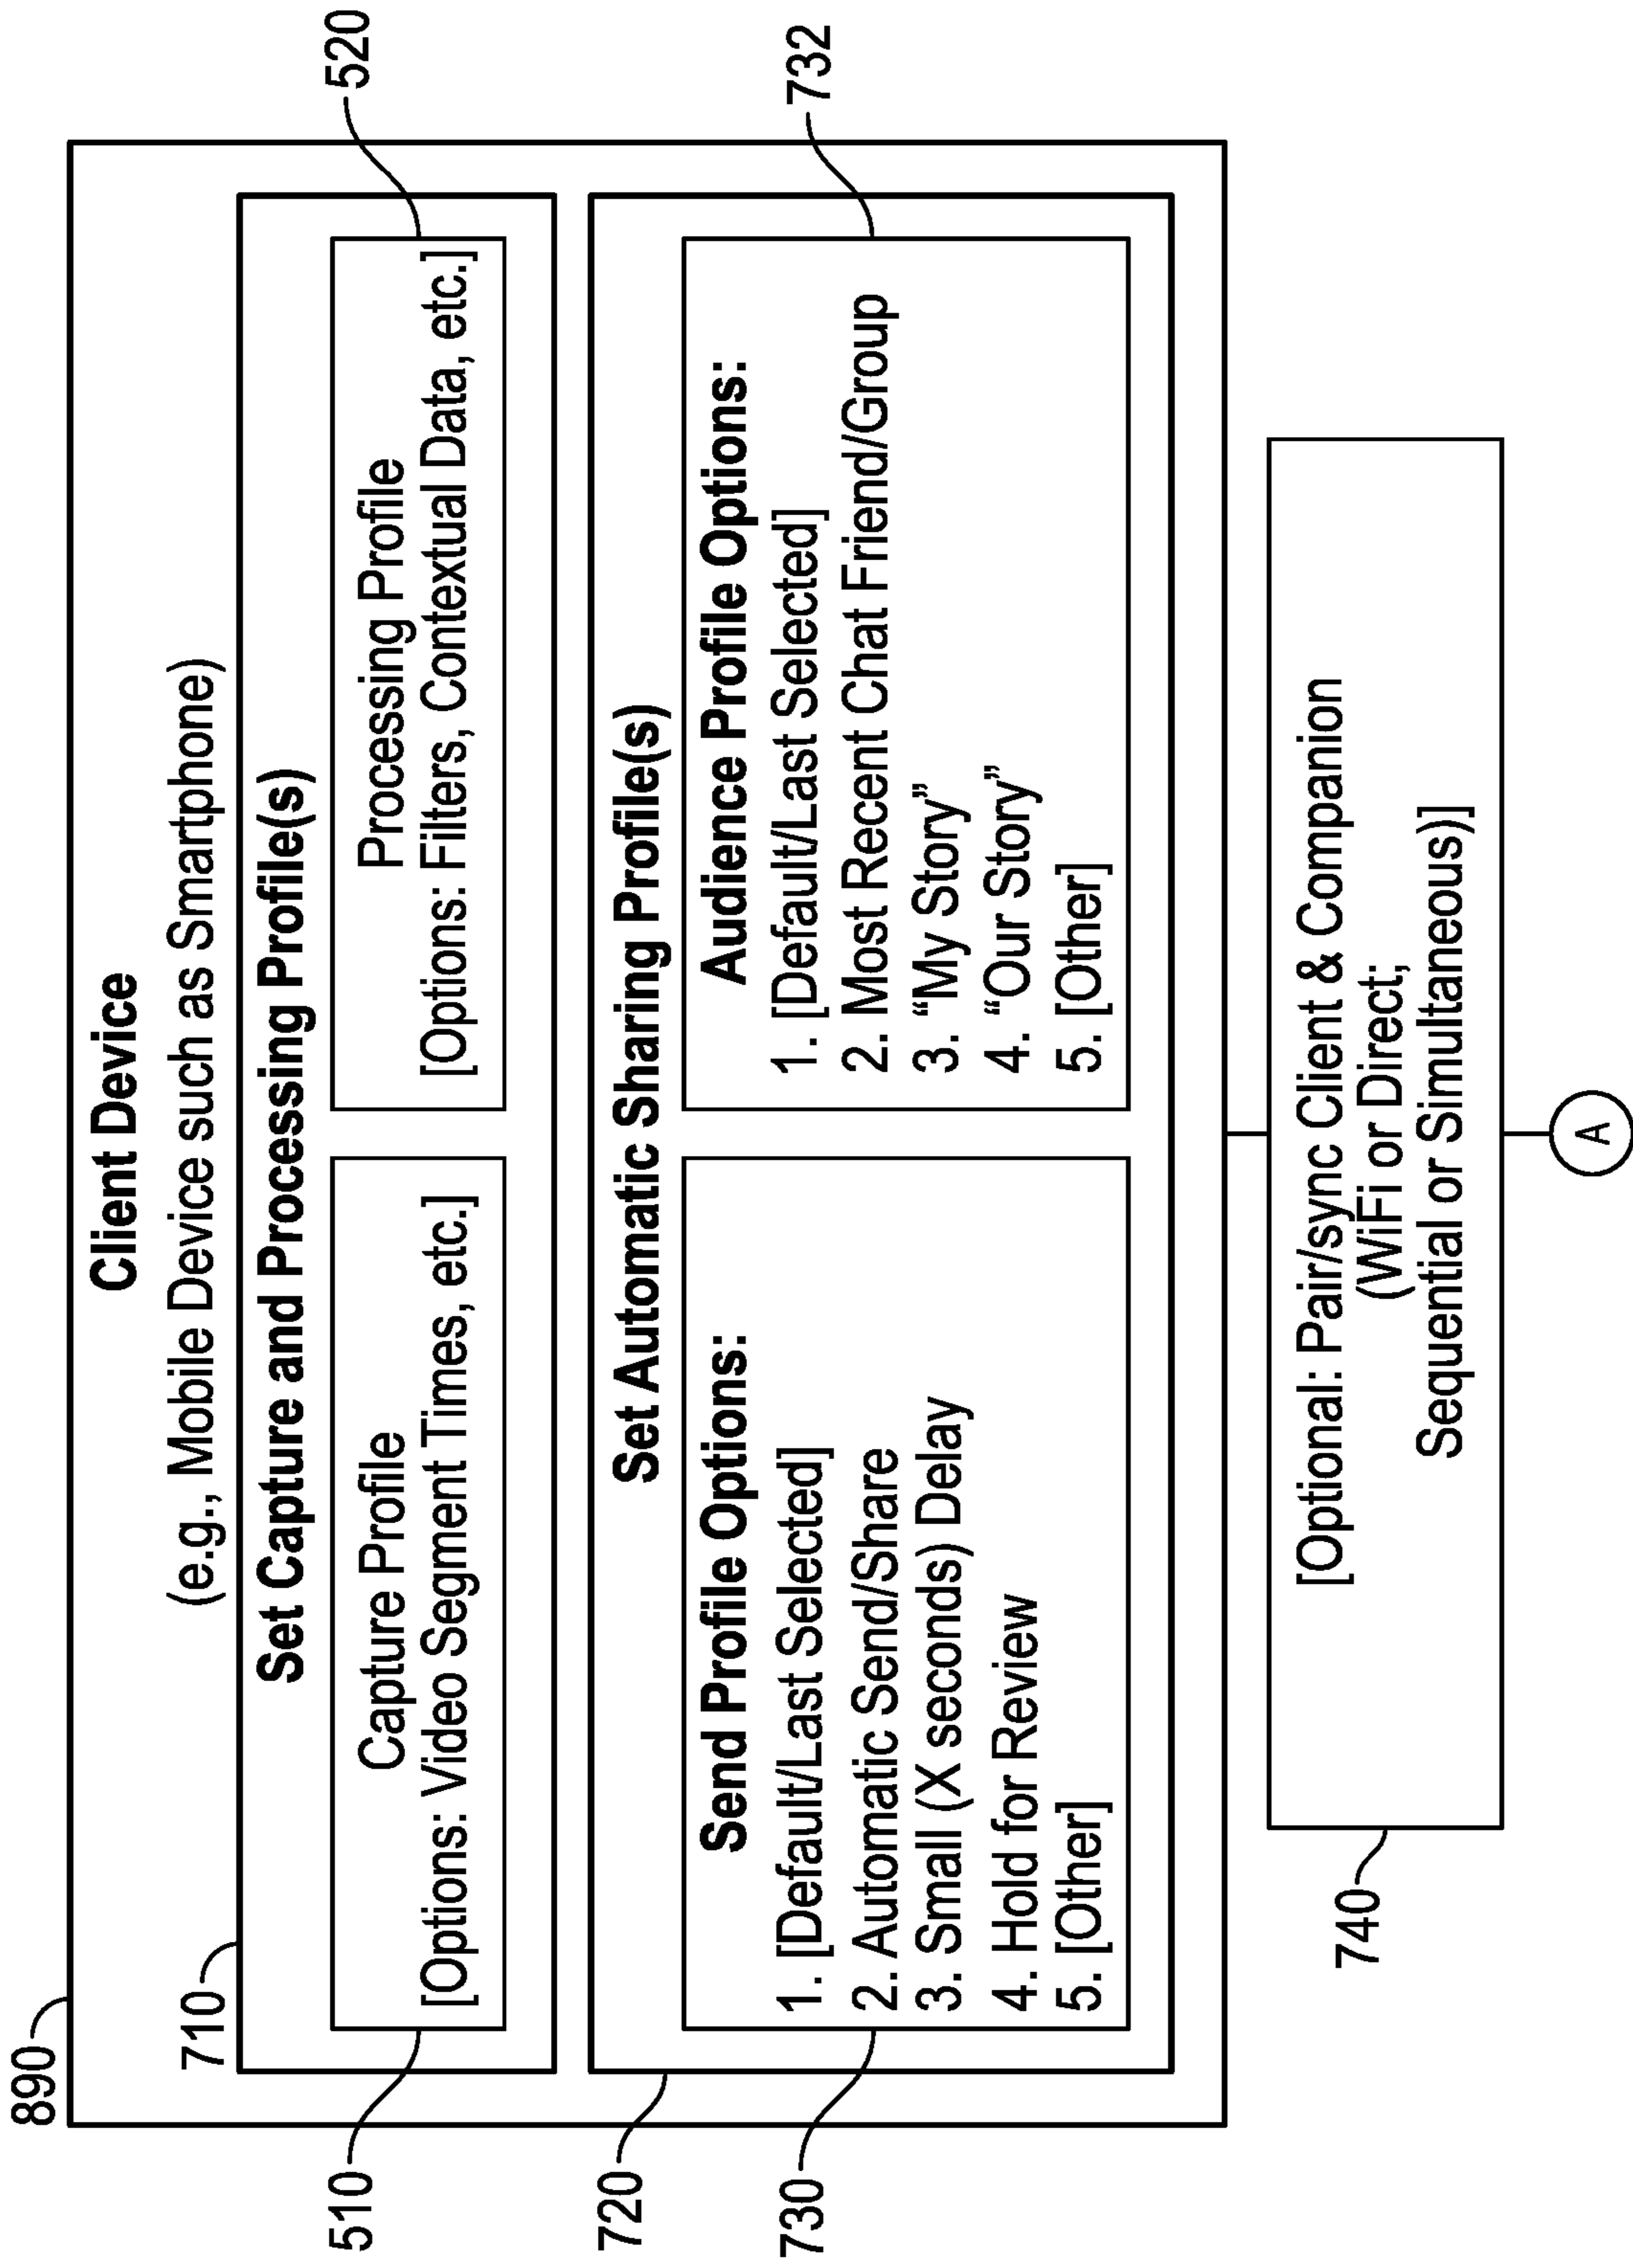 890
Client Device
(e.g., Mobile Device such as Smartphone)
710
Set Capture and Processing Profile(s)
510
Capture Profile
[Options: Video Segment Times, etc.]
520
Processing Profile
[Options: Filters, Contextual Data, etc.]
720
Set Automatic Sharing Profile(s)
730
Send Profile Options:
1. [Default/Last Selected]
2. Automatic Send/Share
3. Small (X seconds) Delay
4. Hold for Review
5. [Other]
732
Audience Profile Options:
1. [Default/Last Selected]
2. Most Recent Chat Friend/Group
3. “My Story”
4. “Our Story”
5. [Other]
740
[Optional: Pair/sync Client & Companion
(WiFi or Direct;
Sequential or Simultaneous)]
A